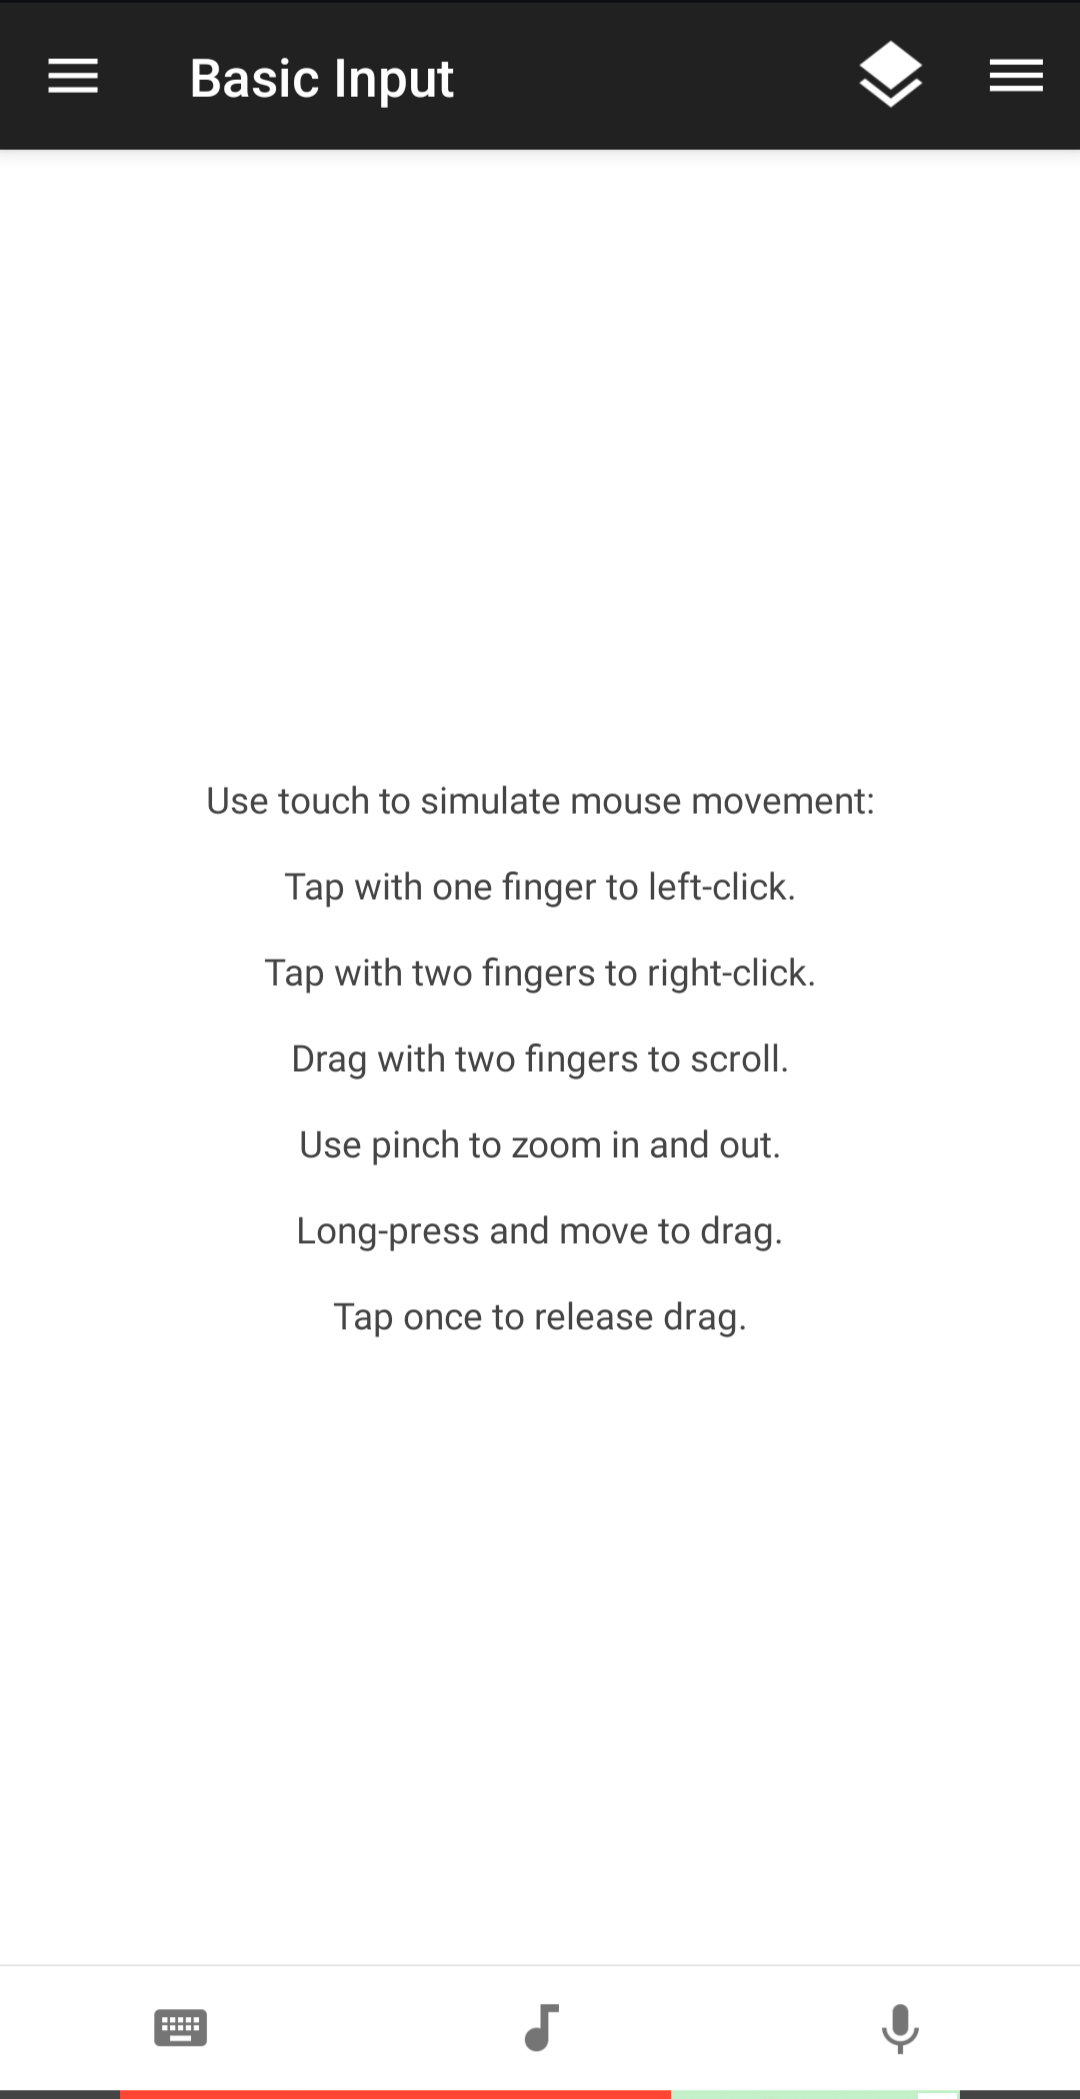 Basic Input
Use touch to simulate mouse movement:
Tap with one finger to left-click.
Tap with two fingers to right-click.
Drag with two fingers to scroll.
Use pinch to zoom in and out.
Long-press and move to drag.
Tap once to release drag.